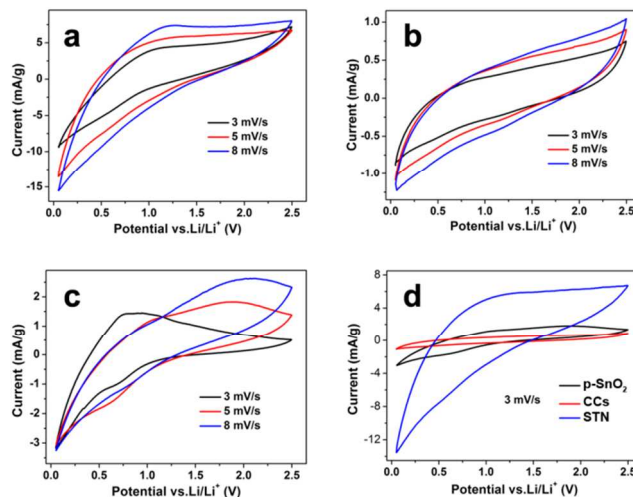 a
Current (mA/g)
5
0
-5
-10
-15
3 mV/s
5 mV/s
8 mV/s
0.0 0.5 1.0 1.5 2.0 2.5
Potential vs.Li/Li⁺ (V)
b
Current (mA/g)
1.0
0.5
0.0
-0.5
-1.0
3 mV/s
5 mV/s
8 mV/s
0.0 0.5 1.0 1.5 2.0 2.5
Potential vs.Li/Li⁺ (V)
c
Current (mA/g)
3
2
1
0
-1
-2
-3
3 mV/s
5 mV/s
8 mV/s
0.0 0.5 1.0 1.5 2.0 2.5
Potential vs.Li/Li⁺ (V)
d
Current (mA/g)
8
4
0
-4
-8
-12
3 mV/s
p-SnO₂
CCs
STN
0.0 0.5 1.0 1.5 2.0 2.5
Potential vs.Li/Li⁺ (V)